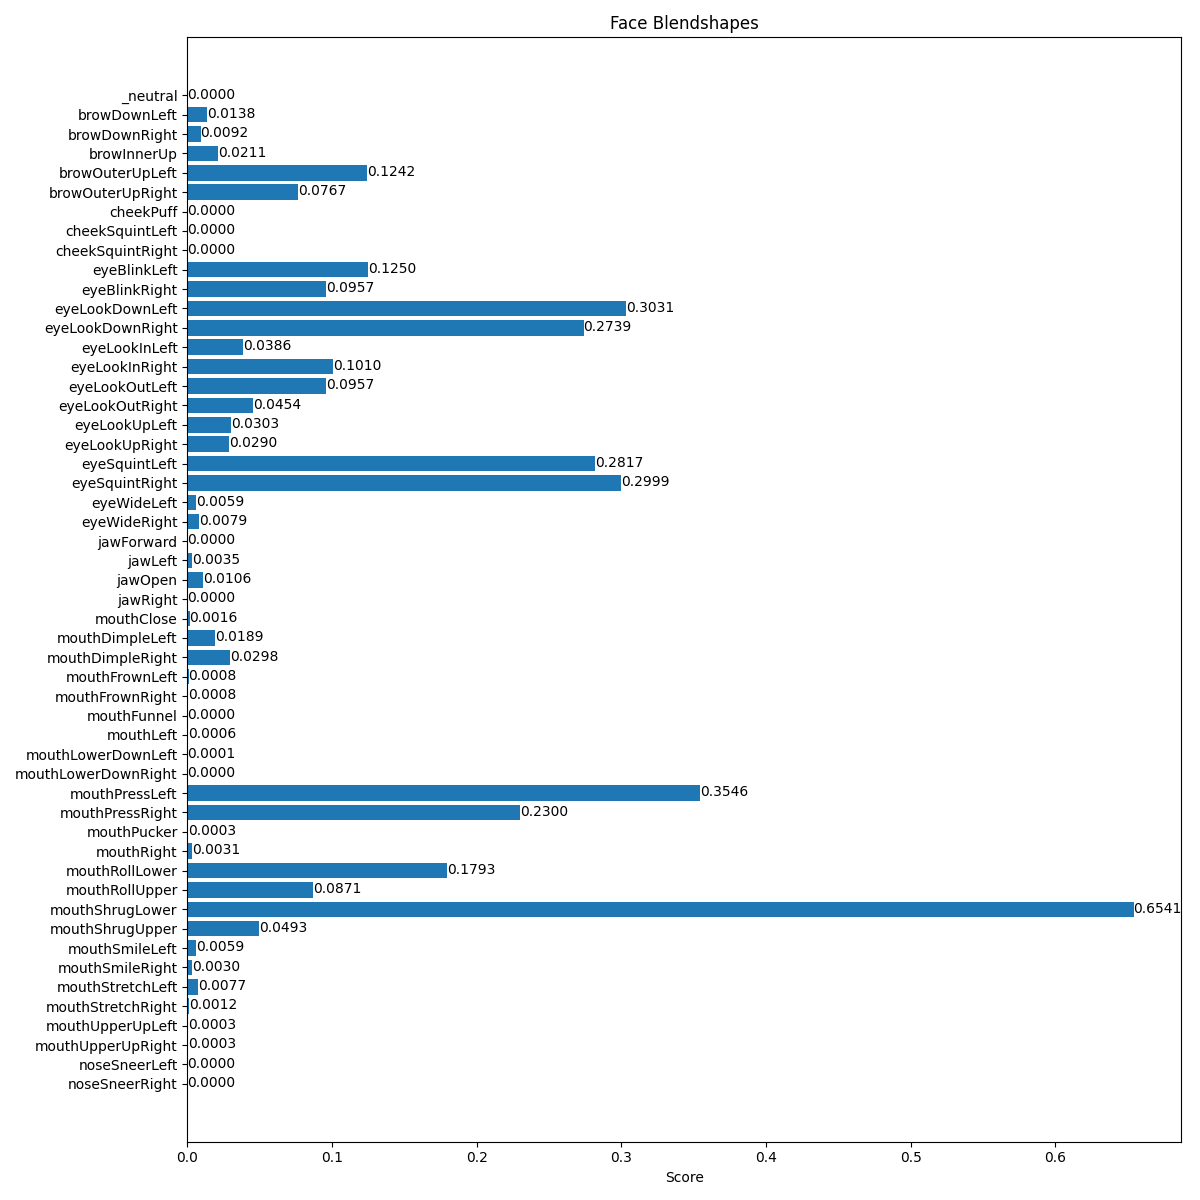 Face Blendshapes
_neutral 0.0000
browDownLeft 0.0138
browDownRight 0.0092
browInnerUp 0.0211
browOuterUpLeft 0.1242
browOuterUpRight 0.0767
cheekPuff 0.0000
cheekSquintLeft 0.0000
cheekSquintRight 0.0000
eyeBlinkLeft 0.1250
eyeBlinkRight 0.0957
eyeLookDownLeft 0.3031
eyeLookDownRight 0.2739
eyeLookInLeft 0.0386
eyeLookInRight 0.1010
eyeLookOutLeft 0.0957
eyeLookOutRight 0.0454
eyeLookUpLeft 0.0303
eyeLookUpRight 0.0290
eyeSquintLeft 0.2817
eyeSquintRight 0.2999
eyeWideLeft 0.0059
eyeWideRight 0.0079
jawForward 0.0000
jawLeft 0.0035
jawOpen 0.0106
jawRight 0.0000
mouthClose 0.0016
mouthDimpleLeft 0.0189
mouthDimpleRight 0.0298
mouthFrownLeft 0.0008
mouthFrownRight 0.0008
mouthFunnel 0.0000
mouthLeft 0.0006
mouthLowerDownLeft 0.0001
mouthLowerDownRight 0.0000
mouthPressLeft 0.3546
mouthPressRight 0.2300
mouthPucker 0.0003
mouthRight 0.0031
mouthRollLower 0.1793
mouthRollUpper 0.0871
mouthShrugLower 0.6541
mouthShrugUpper 0.0493
mouthSmileLeft 0.0059
mouthSmileRight 0.0030
mouthStretchLeft 0.0077
mouthStretchRight 0.0012
mouthUpperUpLeft 0.0003
mouthUpperUpRight 0.0003
noseSneerLeft 0.0000
noseSneerRight 0.0000
0.0 0.1 0.2 0.3 0.4 0.5 0.6
Score